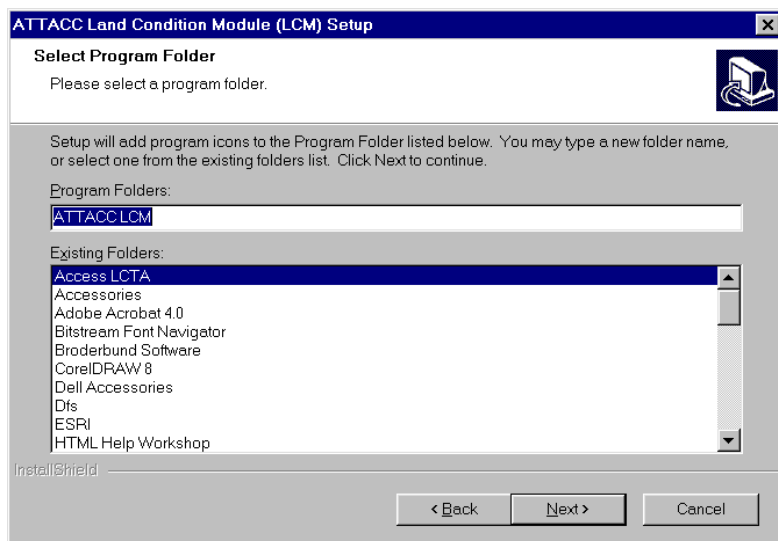 ATTACC Land Condition Module (LCM) Setup
Select Program Folder
Please select a program folder.
Setup will add program icons to the Program Folder listed below. You may type a new folder name,
or select one from the existing folders list. Click Next to continue.
Program Folders:
ATTACC LCM
Existing Folders:
Access LCTA
Accessories
Adobe Acrobat 4.0
Bitstream Font Navigator
Broderbund Software
CorelDRAW 8
Dell Accessories
Dfs
ESRI
HTML Help Workshop
InstallShield
< Back
Next >
Cancel